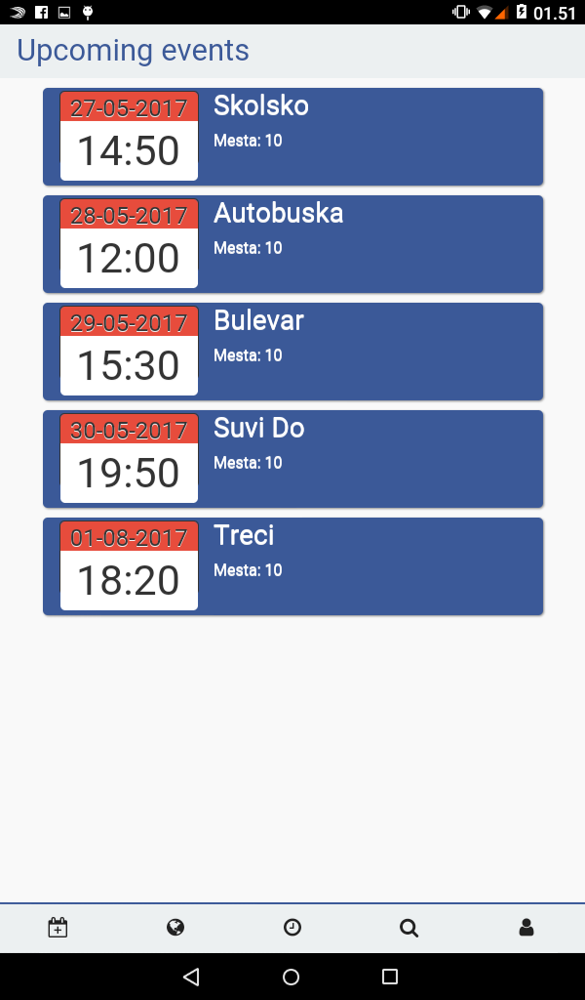 01.51
Upcoming events
27-05-2017
14:50
Skolsko
Mesta: 10
28-05-2017
12:00
Autobuska
Mesta: 10
29-05-2017
15:30
Bulevar
Mesta: 10
30-05-2017
19:50
Suvi Do
Mesta: 10
01-08-2017
18:20
Treci
Mesta: 10